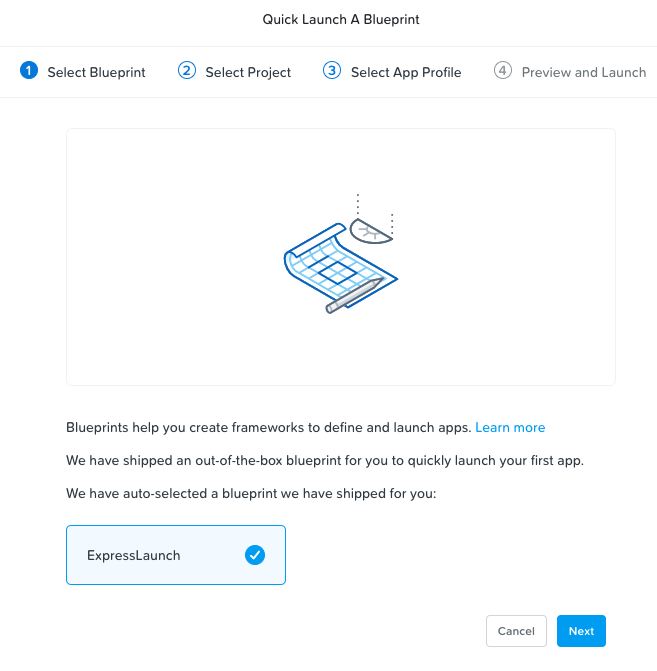 Quick Launch A Blueprint
1 Select Blueprint 2 Select Project 3 Select App Profile 4 Preview and Launch
Blueprints help you create frameworks to define and launch apps. Learn more
We have shipped an out-of-the-box blueprint for you to quickly launch your first app.
We have auto-selected a blueprint we have shipped for you:
ExpressLaunch
Cancel Next